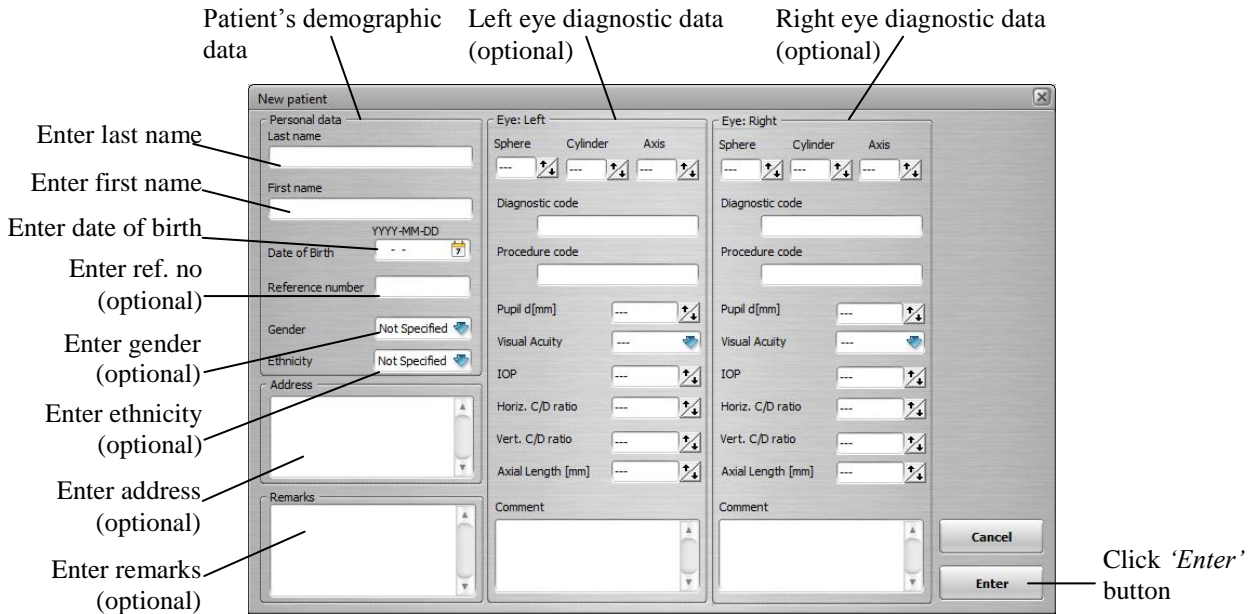 Patient's demographic
data
Left eye diagnostic data
(optional)
Right eye diagnostic data
(optional)
Enter last name
Enter first name
Enter date of birth
Enter ref. no
(optional)
Enter gender
(optional)
Enter ethnicity
(optional)
Enter address
(optional)
Enter remarks
(optional)
New patient
Personal data
Last name
First name
YYYY-MM-DD
Date of Birth - - 7
Reference number
Gender Not Specified
Ethnicity Not Specified
Address
Remarks
Eye: Left
Sphere Cylinder Axis
--- --- ---
Diagnostic code
Procedure code
Pupil d[mm] ---
Visual Acuity ---
IOP ---
Horiz. C/D ratio ---
Vert. C/D ratio ---
Axial Length [mm] ---
Comment
Eye: Right
Sphere Cylinder Axis
--- --- ---
Diagnostic code
Procedure code
Pupil d[mm] ---
Visual Acuity ---
IOP ---
Horiz. C/D ratio ---
Vert. C/D ratio ---
Axial Length [mm] ---
Comment
Cancel
Enter
Click 'Enter'
button